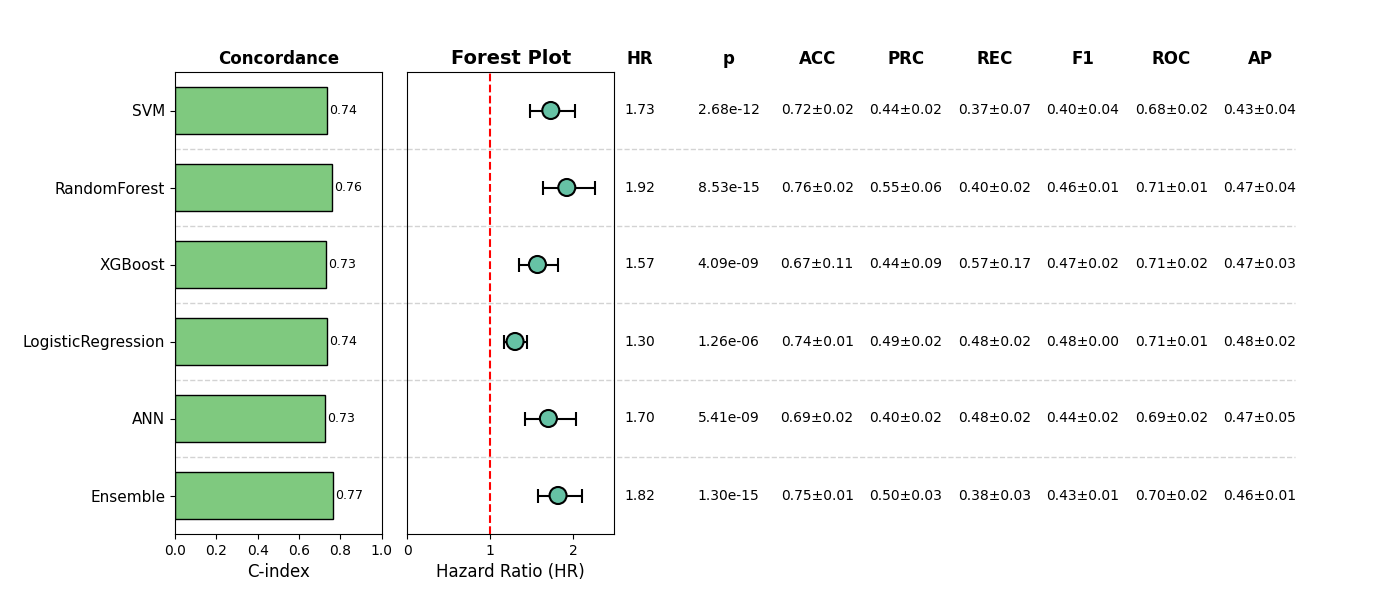 Concordance Forest Plot HR p ACC PRC REC F1 ROC AP
SVM 0.74 1.73 2.68e-12 0.72±0.02 0.44±0.02 0.37±0.07 0.40±0.04 0.68±0.02 0.43±0.04
RandomForest 0.76 1.92 8.53e-15 0.76±0.02 0.55±0.06 0.40±0.02 0.46±0.01 0.71±0.01 0.47±0.04
XGBoost 0.73 1.57 4.09e-09 0.67±0.11 0.44±0.09 0.57±0.17 0.47±0.02 0.71±0.02 0.47±0.03
LogisticRegression 0.74 1.30 1.26e-06 0.74±0.01 0.49±0.02 0.48±0.02 0.48±0.00 0.71±0.01 0.48±0.02
ANN 0.73 1.70 5.41e-09 0.69±0.02 0.40±0.02 0.48±0.02 0.44±0.02 0.69±0.02 0.47±0.05
Ensemble 0.77 1.82 1.30e-15 0.75±0.01 0.50±0.03 0.38±0.03 0.43±0.01 0.70±0.02 0.46±0.01
0.0 0.2 0.4 0.6 0.8 1.0 0 1 2
C-index Hazard Ratio (HR)